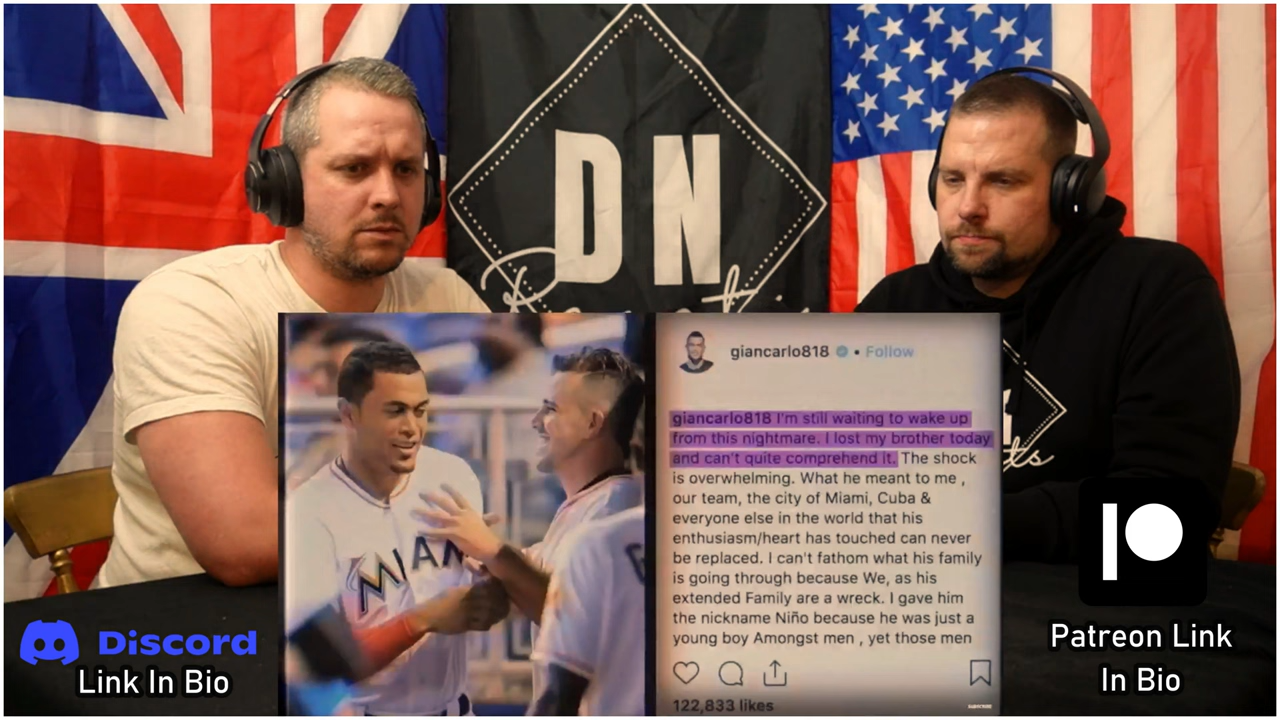 DN
giancarlo818 • Follow
giancarlo818 I'm still waiting to wake up
from this nightmare. I lost my brother today
and can't quite comprehend it. The shock
is overwhelming. What he meant to me ,
our team, the city of Miami, Cuba &
everyone else in the world that his
enthusiasm/heart has touched can never
be replaced. I can't fathom what his family
is going through because We, as his
extended Family are a wreck. I gave him
the nickname Niño because he was just a
young boy Amongst men , yet those men
122,833 likes
SUBSCRIBE
MIAM
Discord
Link In Bio
Patreon Link
In Bio